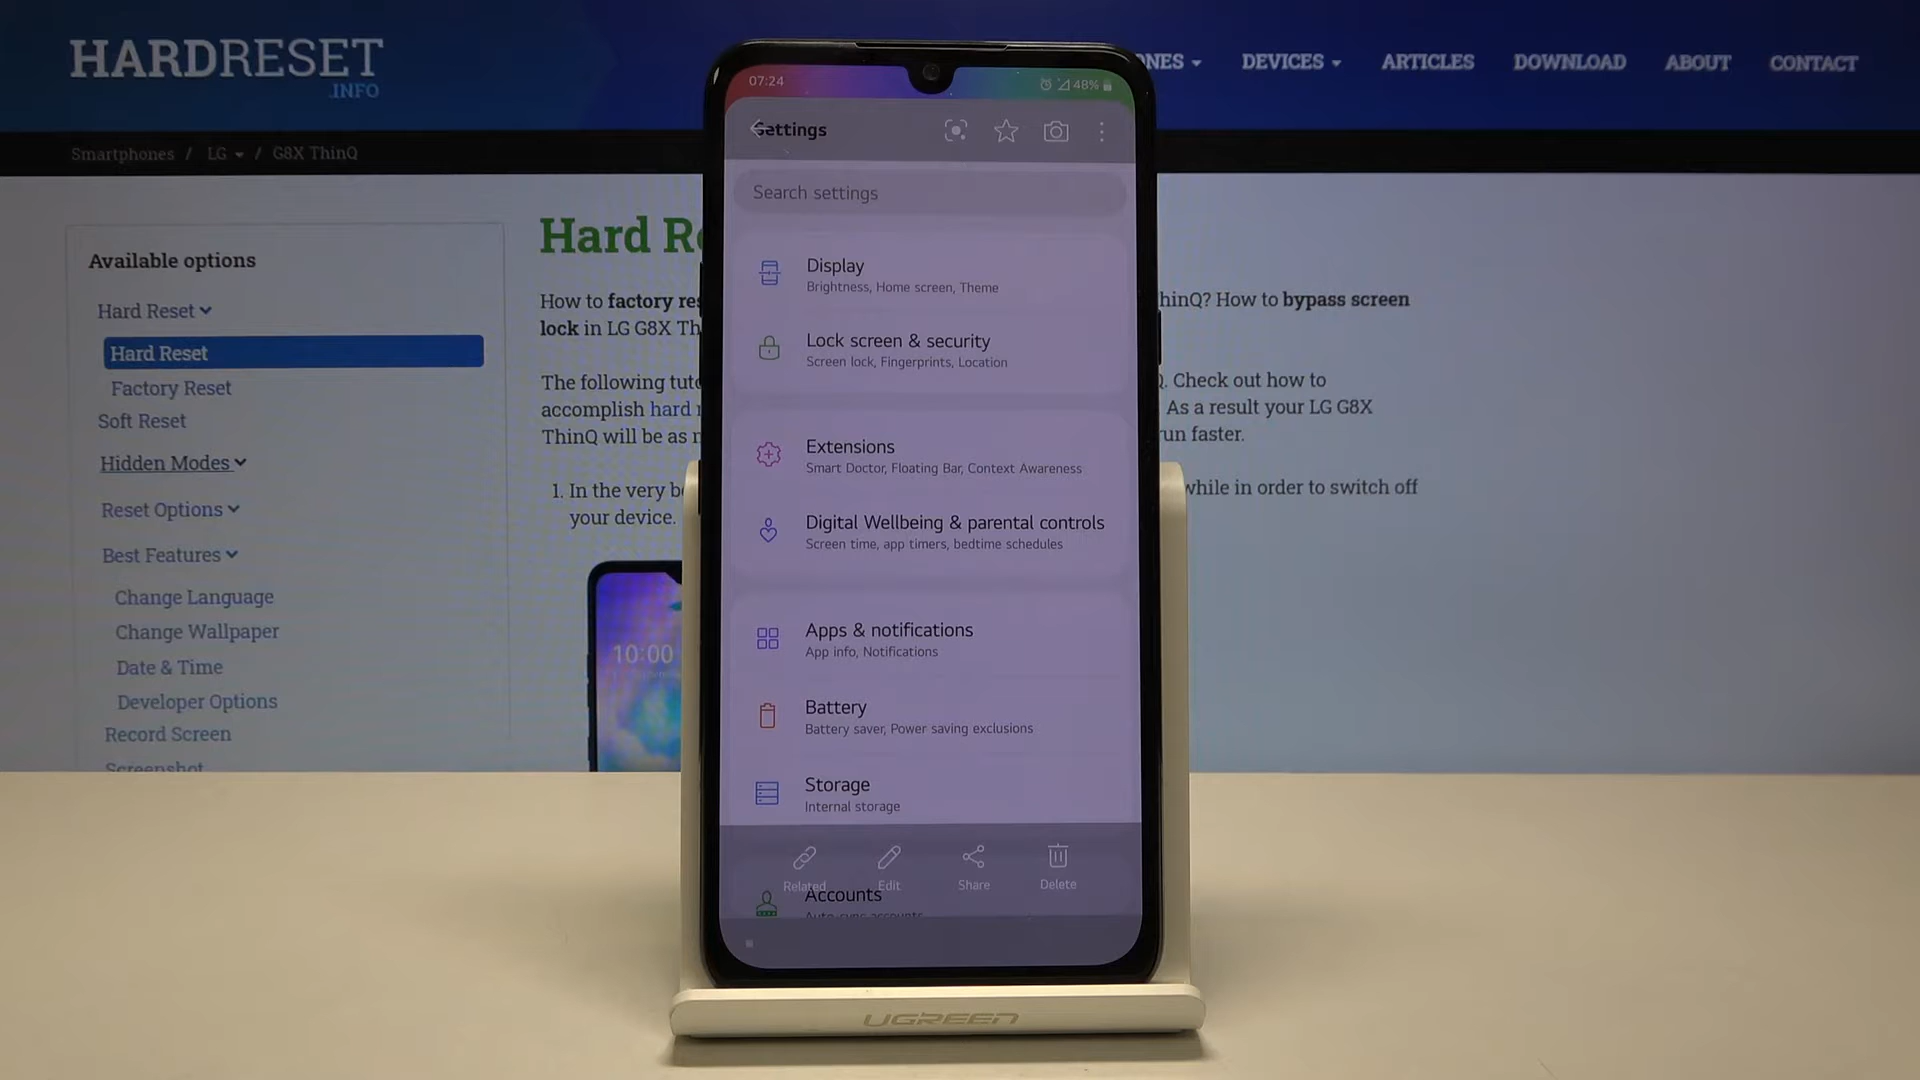 HARDRESET
.INFO
ONES
DEVICES
ARTICLES
DOWNLOAD
ABOUT
CONTACT
Smartphones / LG / G8X ThinQ
Available options
Hard Reset
Hard Reset
Factory Reset
Soft Reset
Hidden Modes
Reset Options
Best Features
Change Language
Change Wallpaper
Date & Time
Developer Options
Record Screen
Screenshot
Hard R
How to factory re
lock in LG G8X Th
The following tuto
accomplish hard
ThinQ will be as
1. In the very b
your device.
10:00
hinQ? How to bypass screen
Q. Check out how to
As a result your LG G8X
run faster.
while in order to switch off
07:24
48%
Settings
Search settings
Display
Brightness, Home screen, Theme
Lock screen & security
Screen lock, Fingerprints, Location
Extensions
Smart Doctor, Floating Bar, Context Awareness
Digital Wellbeing & parental controls
Screen time, app timers, bedtime schedules
Apps & notifications
App info, Notifications
Battery
Battery saver, Power saving exclusions
Storage
Internal storage
Related
Edit
Share
Delete
Accounts
Auto-sync accounts
UGREEN